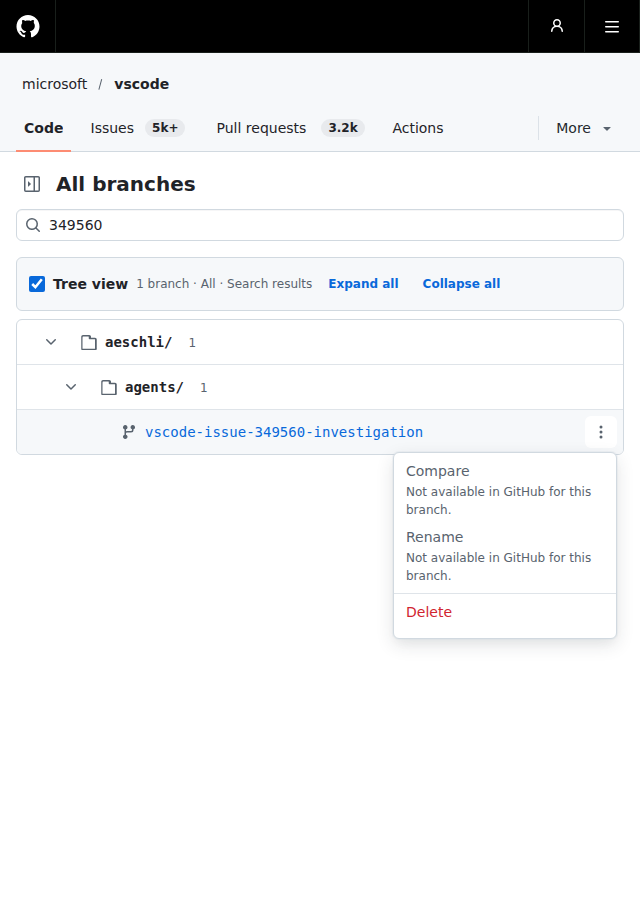 microsoft / vscode
Code Issues 5k+ Pull requests 3.2k Actions More
All branches
349560
Tree view 1 branch · All · Search results Expand all Collapse all
aeschli/ 1
agents/ 1
vscode-issue-349560-investigation
Compare
Not available in GitHub for this
branch.
Rename
Not available in GitHub for this
branch.
Delete